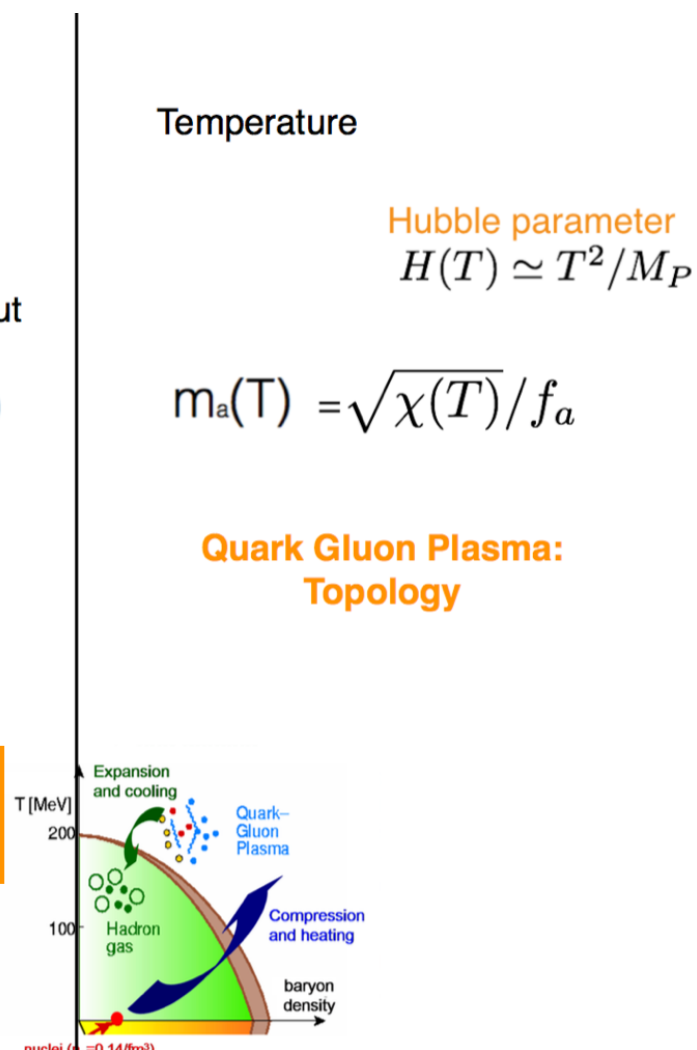 Temperature
Hubble parameter
H(T) ≃ T²/M_P
ut
mₐ(T) = √χ(T)/fₐ
Quark Gluon Plasma:
Topology
Expansion
and cooling
T [MeV]
200
Quark–
Gluon
Plasma
100
Hadron
gas
Compression
and heating
baryon
density